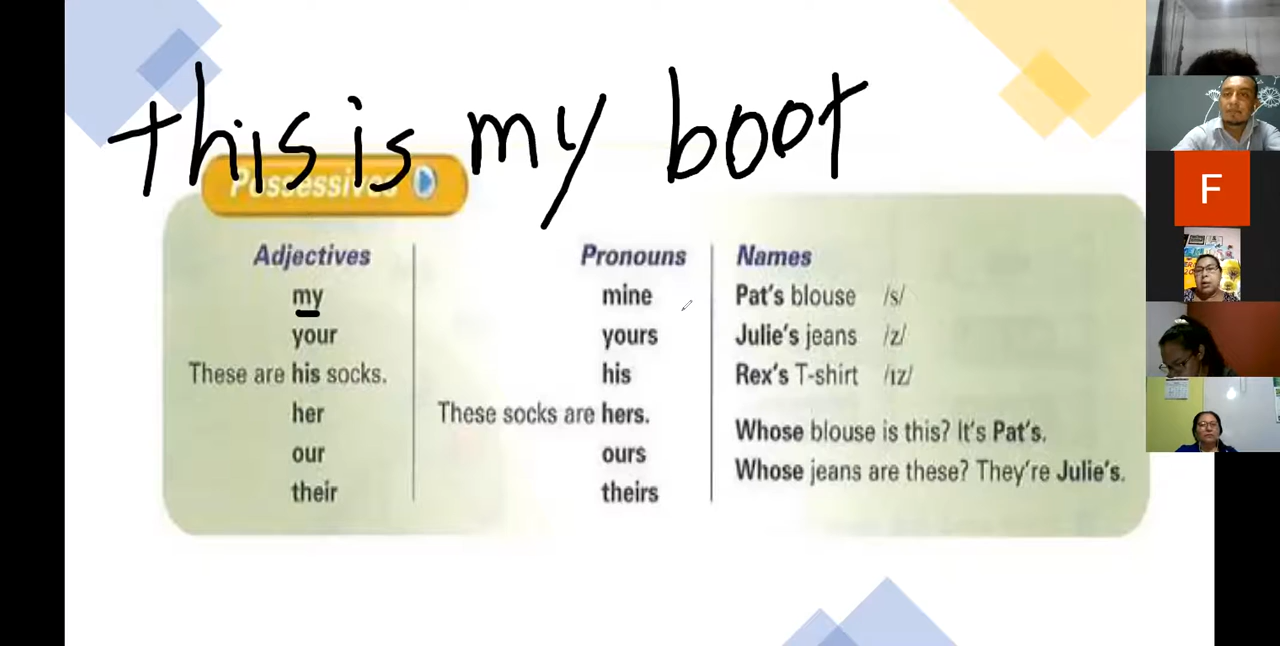 this is my boot
Possessives
Adjectives Pronouns Names
my mine Pat's blouse /s/
your yours Julie's jeans /z/
These are his socks. his Rex's T-shirt /ɪz/
her These socks are hers.
Whose blouse is this? It's Pat's.
our ours
Whose jeans are these? They're Julie's.
their theirs
F